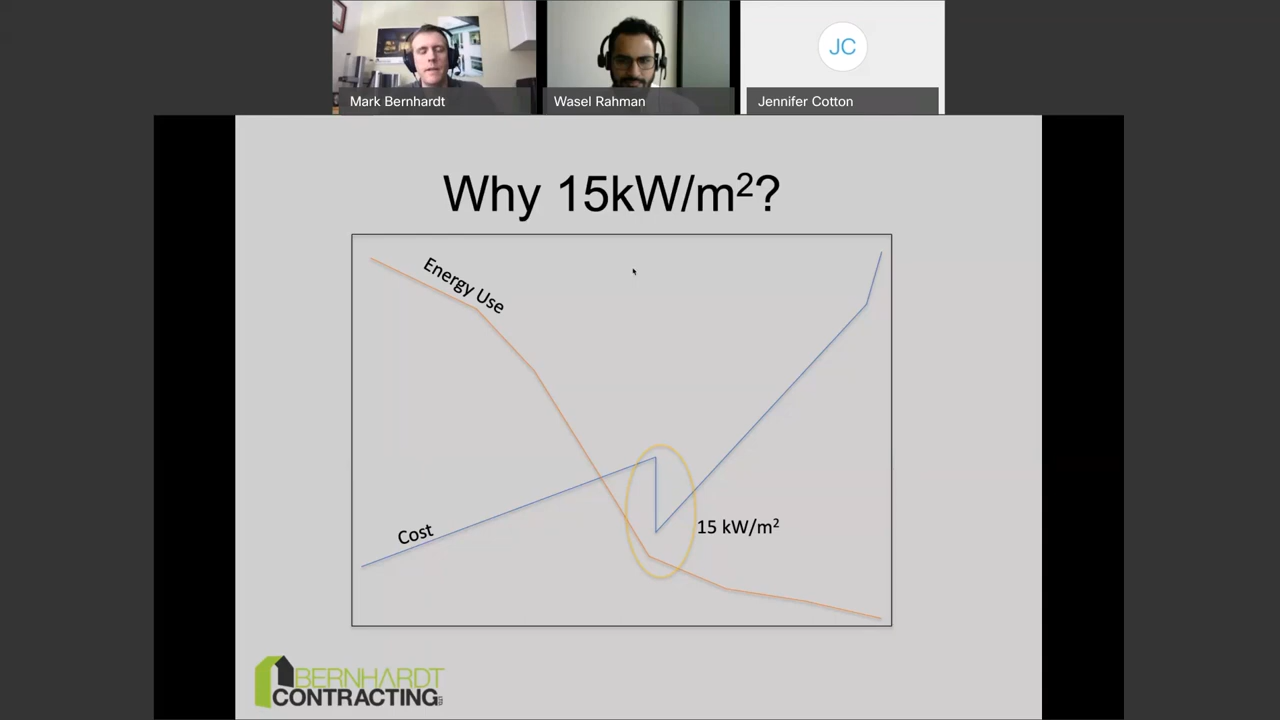 Mark Bernhardt
Wasel Rahman
JC
Jennifer Cotton
Why 15kW/m²?
Energy Use
Cost
15 kW/m²
BERNHARDT
CONTRACTING